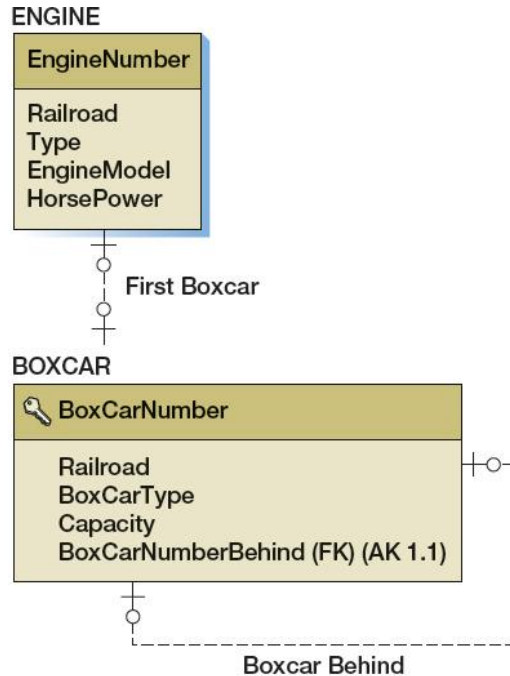 ENGINE
EngineNumber
Railroad
Type
EngineModel
HorsePower
First Boxcar
BOXCAR
BoxCarNumber
Railroad
BoxCarType
Capacity
BoxCarNumberBehind (FK) (AK 1.1)
Boxcar Behind